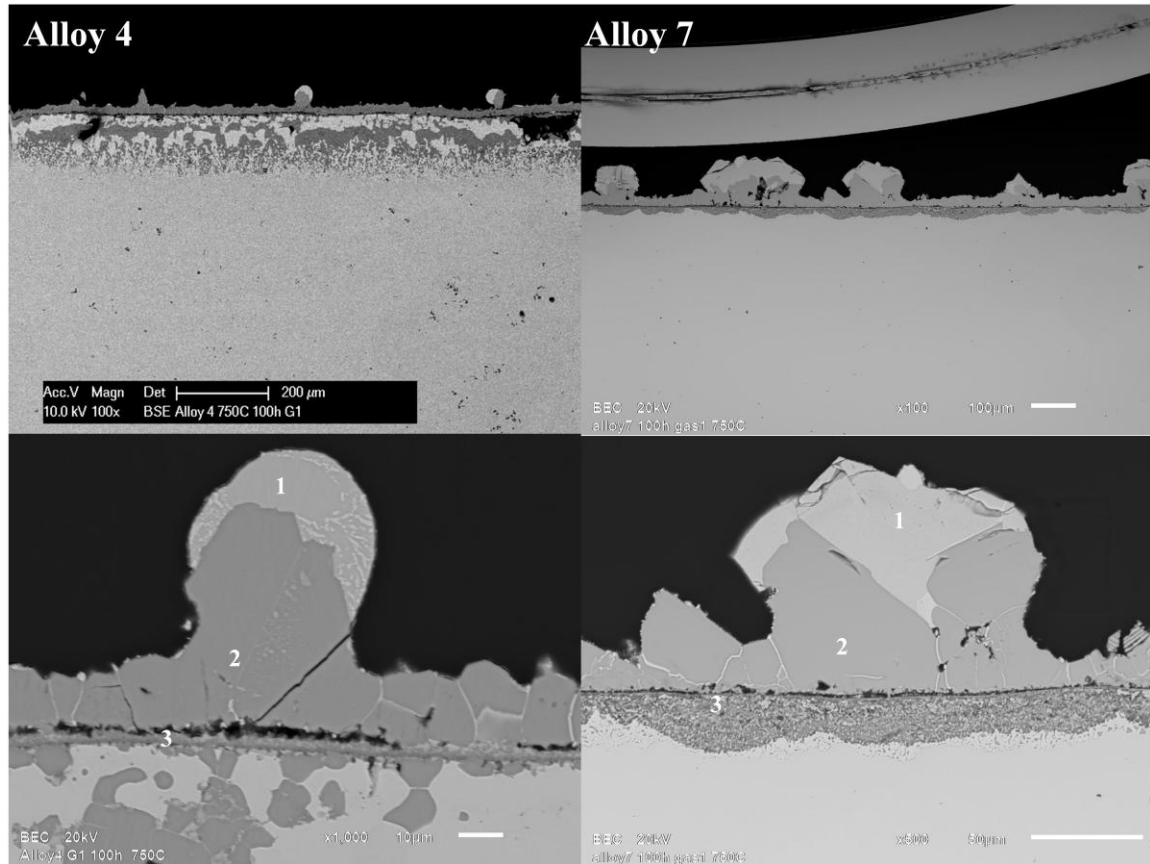 Alloy 4
Acc.V Magn Det 200 µm
10.0 kV 100x BSE Alloy 4 750C 100h G1
Alloy 7
BEC 20kV x100 100µm
alloy7 100h gas1 750C
1
2
3
BEC 20kV x1,000 10µm
Alloy4 G1 100h 750C
1
2
3
BEC 20kV x500 50µm
alloy7 100h gas1 750C